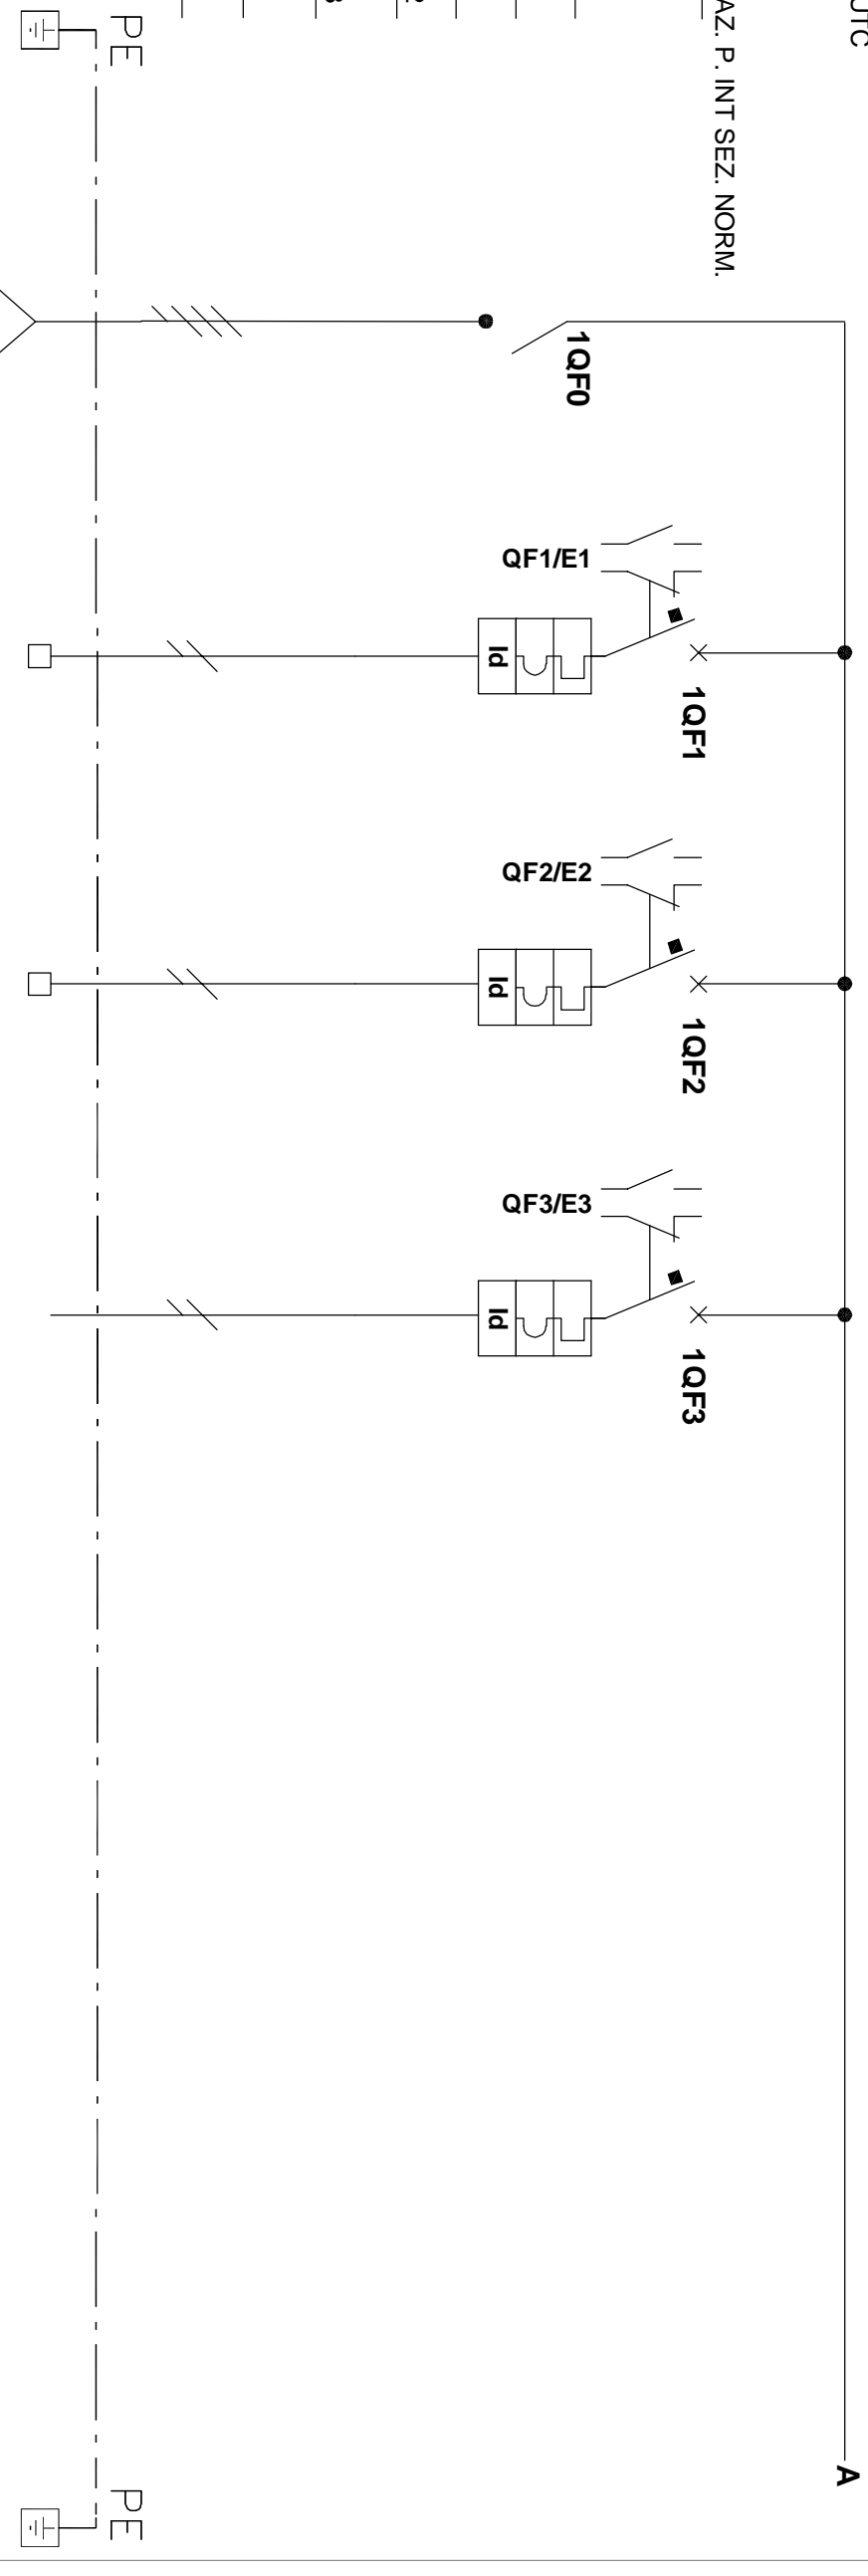 UTC
AZ. P. INT SEZ. NORM.
PE
1QF0
QF1/E1
Id
1QF1
QF2/E2
Id
1QF2
QF3/E3
Id
1QF3
A
PE